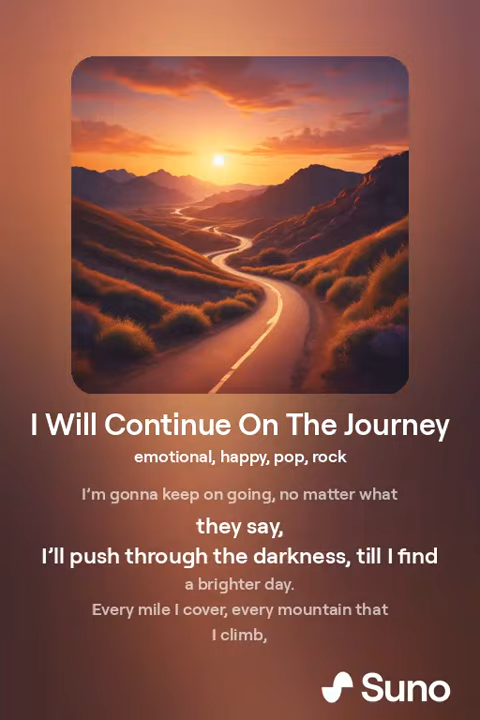 I Will Continue On The Journey
emotional, happy, pop, rock
I'm gonna keep on going, no matter what
they say,
I'll push through the darkness, till I find
a brighter day.
Every mile I cover, every mountain that
I climb,
Suno